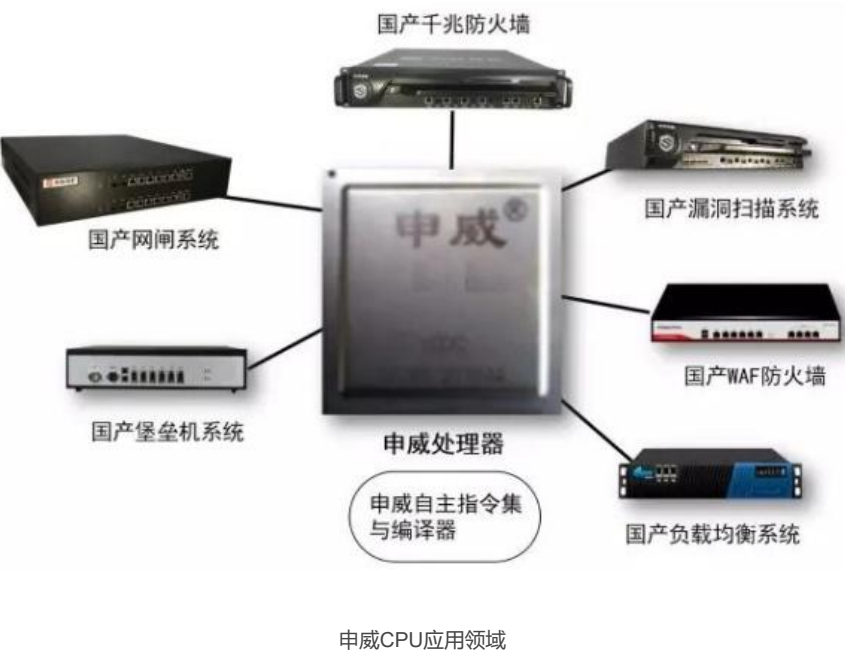 国产千兆防火墙
国产漏洞扫描系统
国产网闸系统
申威®
国产WAF防火墙
国产堡垒机系统
申威处理器
申威自主指令集
与编译器
国产负载均衡系统
申威CPU应用领域